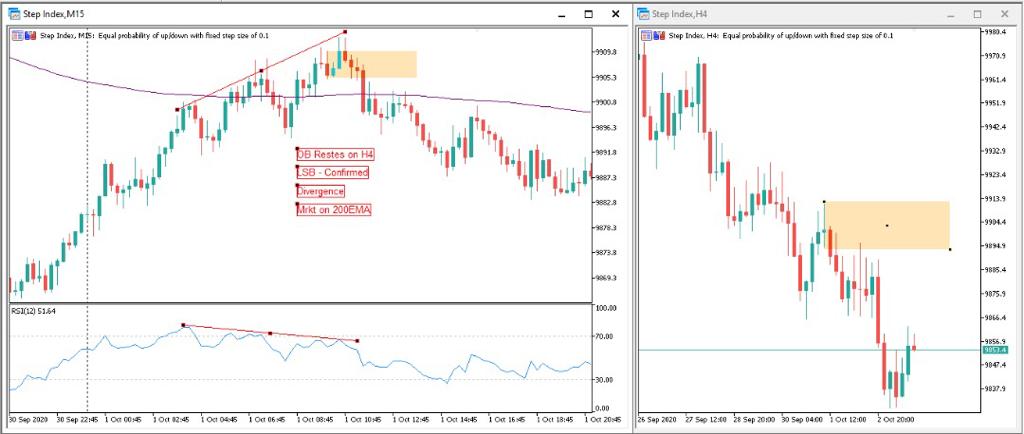 Step Index,M15
Step Index, M15: Equal probability of up/down with fixed step size of 0.1
9909.8
9905.3
9900.8
9896.3
9891.8
9887.3
9882.8
9878.3
9873.8
9869.3
OB Restes on H4
LSB - Confirmed
Divergence
Mrkt on 200EMA
RSI(12) 51.64
100.00
70.00
30.00
0.00
30 Sep 2020
30 Sep 22:45
1 Oct 00:45
1 Oct 02:45
1 Oct 04:45
1 Oct 06:45
1 Oct 08:45
1 Oct 10:45
1 Oct 12:45
1 Oct 14:45
1 Oct 16:45
1 Oct 18:45
1 Oct 20:45
Step Index,H4
Step Index, H4: Equal probability of up/down with fixed step size of 0.1
9980.4
9970.9
9961.4
9951.9
9942.4
9932.9
9923.4
9913.9
9904.4
9894.9
9885.4
9875.9
9866.4
9856.9
9853.4
9847.4
9837.9
26 Sep 2020
27 Sep 12:00
28 Sep 20:00
30 Sep 04:00
1 Oct 12:00
2 Oct 20:00